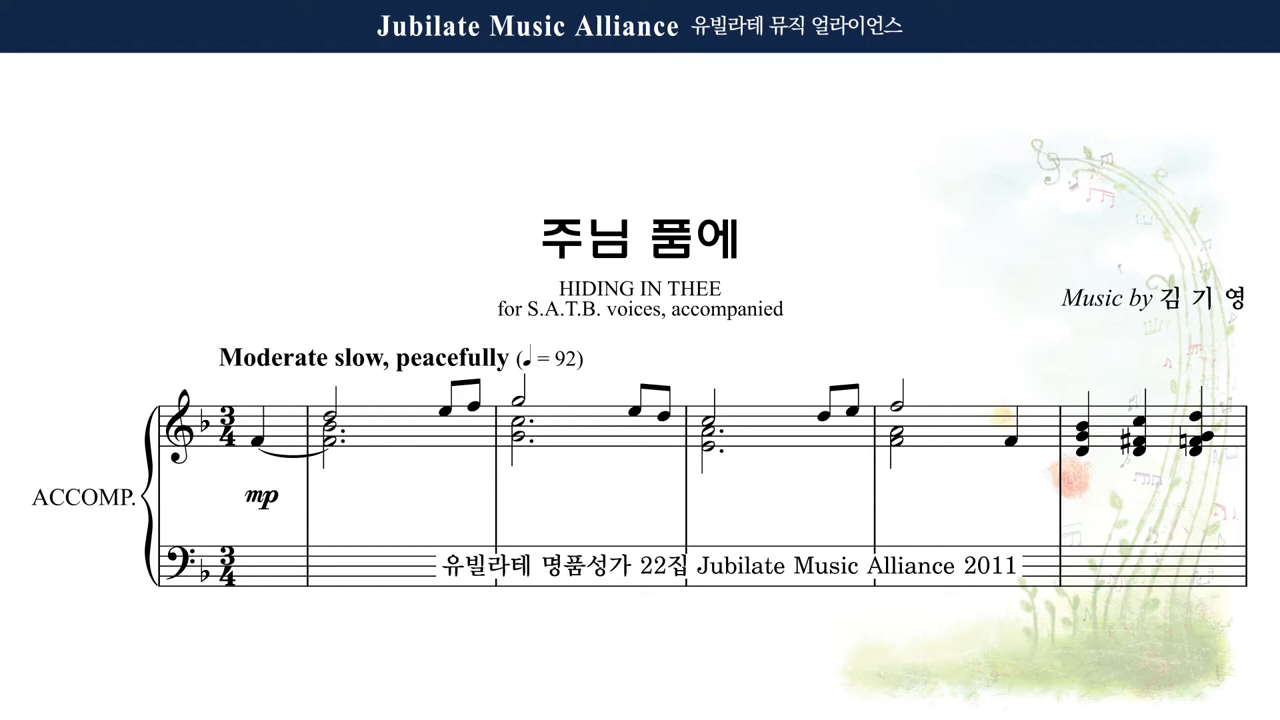 Jubilate Music Alliance 유빌라테 뮤직 얼라이언스
주님 품에
HIDING IN THEE
for S.A.T.B. voices, accompanied
Music by 김 기 영
Moderate slow, peacefully (♩ = 92)
3
4
mp
ACCOMP.
3
4
유빌라테 명품성가 22집 Jubilate Music Alliance 2011